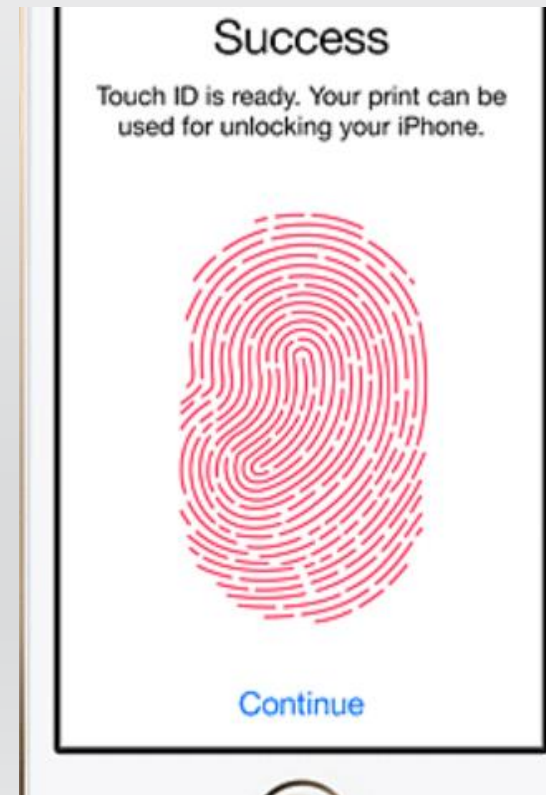 Success
Touch ID is ready. Your print can be
used for unlocking your iPhone.
Continue